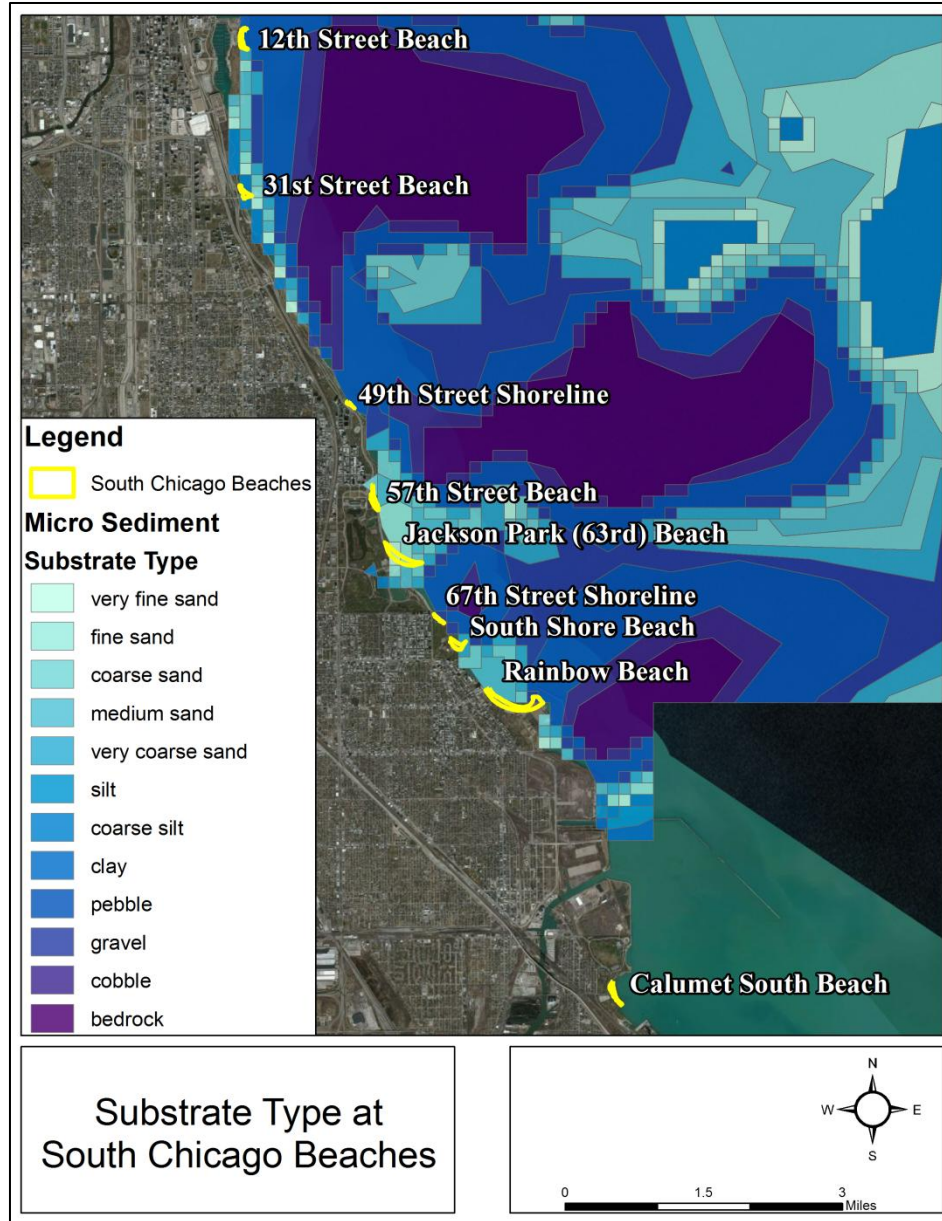 12th Street Beach
31st Street Beach
49th Street Shoreline
57th Street Beach
Jackson Park (63rd) Beach
67th Street Shoreline
South Shore Beach
Rainbow Beach
Calumet South Beach
Legend
South Chicago Beaches
Micro Sediment
Substrate Type
very fine sand
fine sand
coarse sand
medium sand
very coarse sand
silt
coarse silt
clay
pebble
gravel
cobble
bedrock
Substrate Type at
South Chicago Beaches
N
W E
S
0 1.5 3
Miles